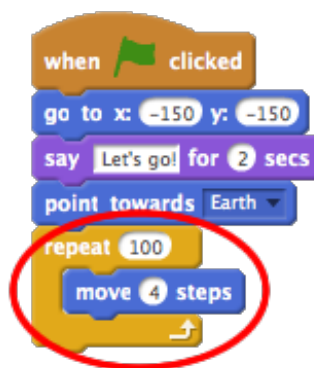 when clicked
go to x: -150 y: -150
say Let's go! for 2 secs
point towards Earth
repeat 100
move 4 steps